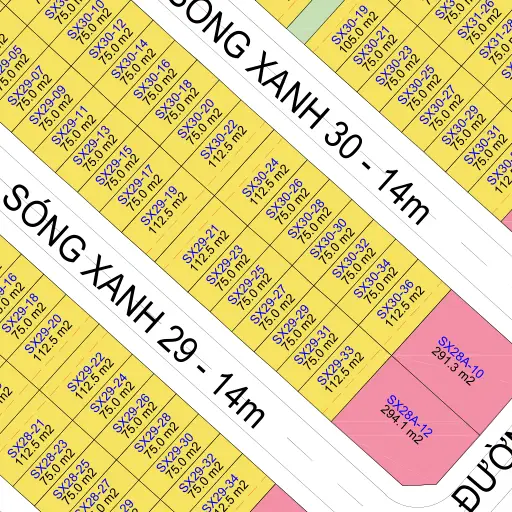 SÓNG XANH 30 - 14m
SÓNG XANH 29 - 14m
SX30-12
75.0 m2
SX30-14
75.0 m2
SX30-16
75.0 m2
SX30-18
75.0 m2
SX30-20
75.0 m2
SX30-22
112.5 m2
SX30-24
112.5 m2
SX30-26
75.0 m2
SX30-28
75.0 m2
SX30-30
75.0 m2
SX30-32
75.0 m2
SX30-34
75.0 m2
SX30-36
112.5 m2
SX29-07
75.0 m2
SX29-09
75.0 m2
SX29-11
75.0 m2
SX29-13
75.0 m2
SX29-15
75.0 m2
SX29-17
75.0 m2
SX29-19
112.5 m2
SX29-21
112.5 m2
SX29-23
75.0 m2
SX29-25
75.0 m2
SX29-27
75.0 m2
SX29-29
75.0 m2
SX29-31
75.0 m2
SX29-33
112.5 m2
SX28A-10
291.3 m2
SX28A-12
294.1 m2
SX30-19
105.0 m2
SX30-21
75.0 m2
SX30-23
75.0 m2
SX30-25
75.0 m2
SX30-27
75.0 m2
SX30-29
75.0 m2
SX30-31
75.0 m2
SX31-26
75.0 m2
SX29-18
75.0 m2
SX29-20
112.5 m2
SX29-22
112.5 m2
SX29-24
75.0 m2
SX29-26
75.0 m2
SX29-28
75.0 m2
SX29-30
75.0 m2
SX29-32
75.0 m2
SX29-34
112.5 m2
SX28-21
112.5 m2
SX28-23
75.0 m2
SX28-25
75.0 m2
SX28-27
ĐƯỜN